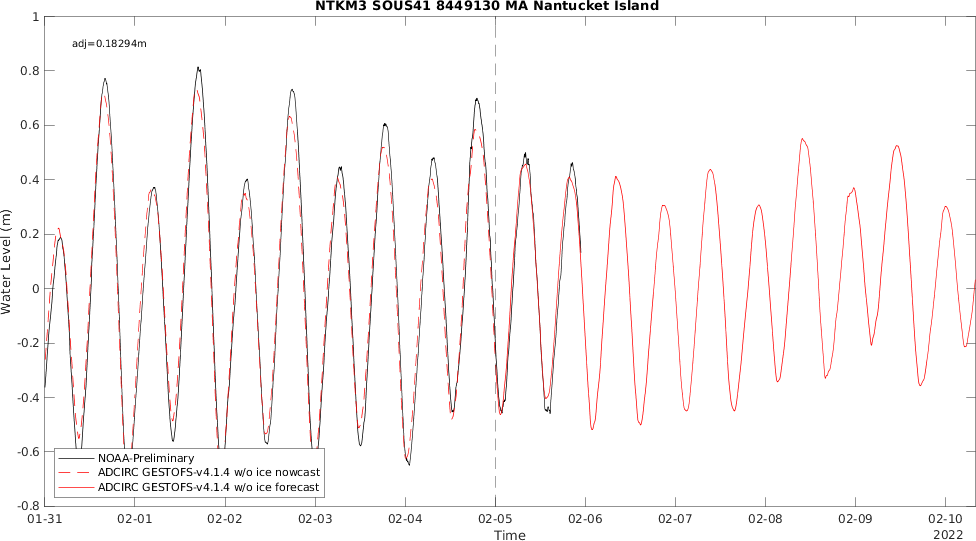 NTKM3 SOUS41 8449130 MA Nantucket Island
1
adj=0.18294m
0.8
0.6
0.4
0.2
0
-0.2
-0.4
-0.6
-0.8
Water Level (m)
NOAA-Preliminary
ADCIRC GESTOFS-v4.1.4 w/o ice nowcast
ADCIRC GESTOFS-v4.1.4 w/o ice forecast
01-31 02-01 02-02 02-03 02-04 02-05 02-06 02-07 02-08 02-09 02-10
Time
2022